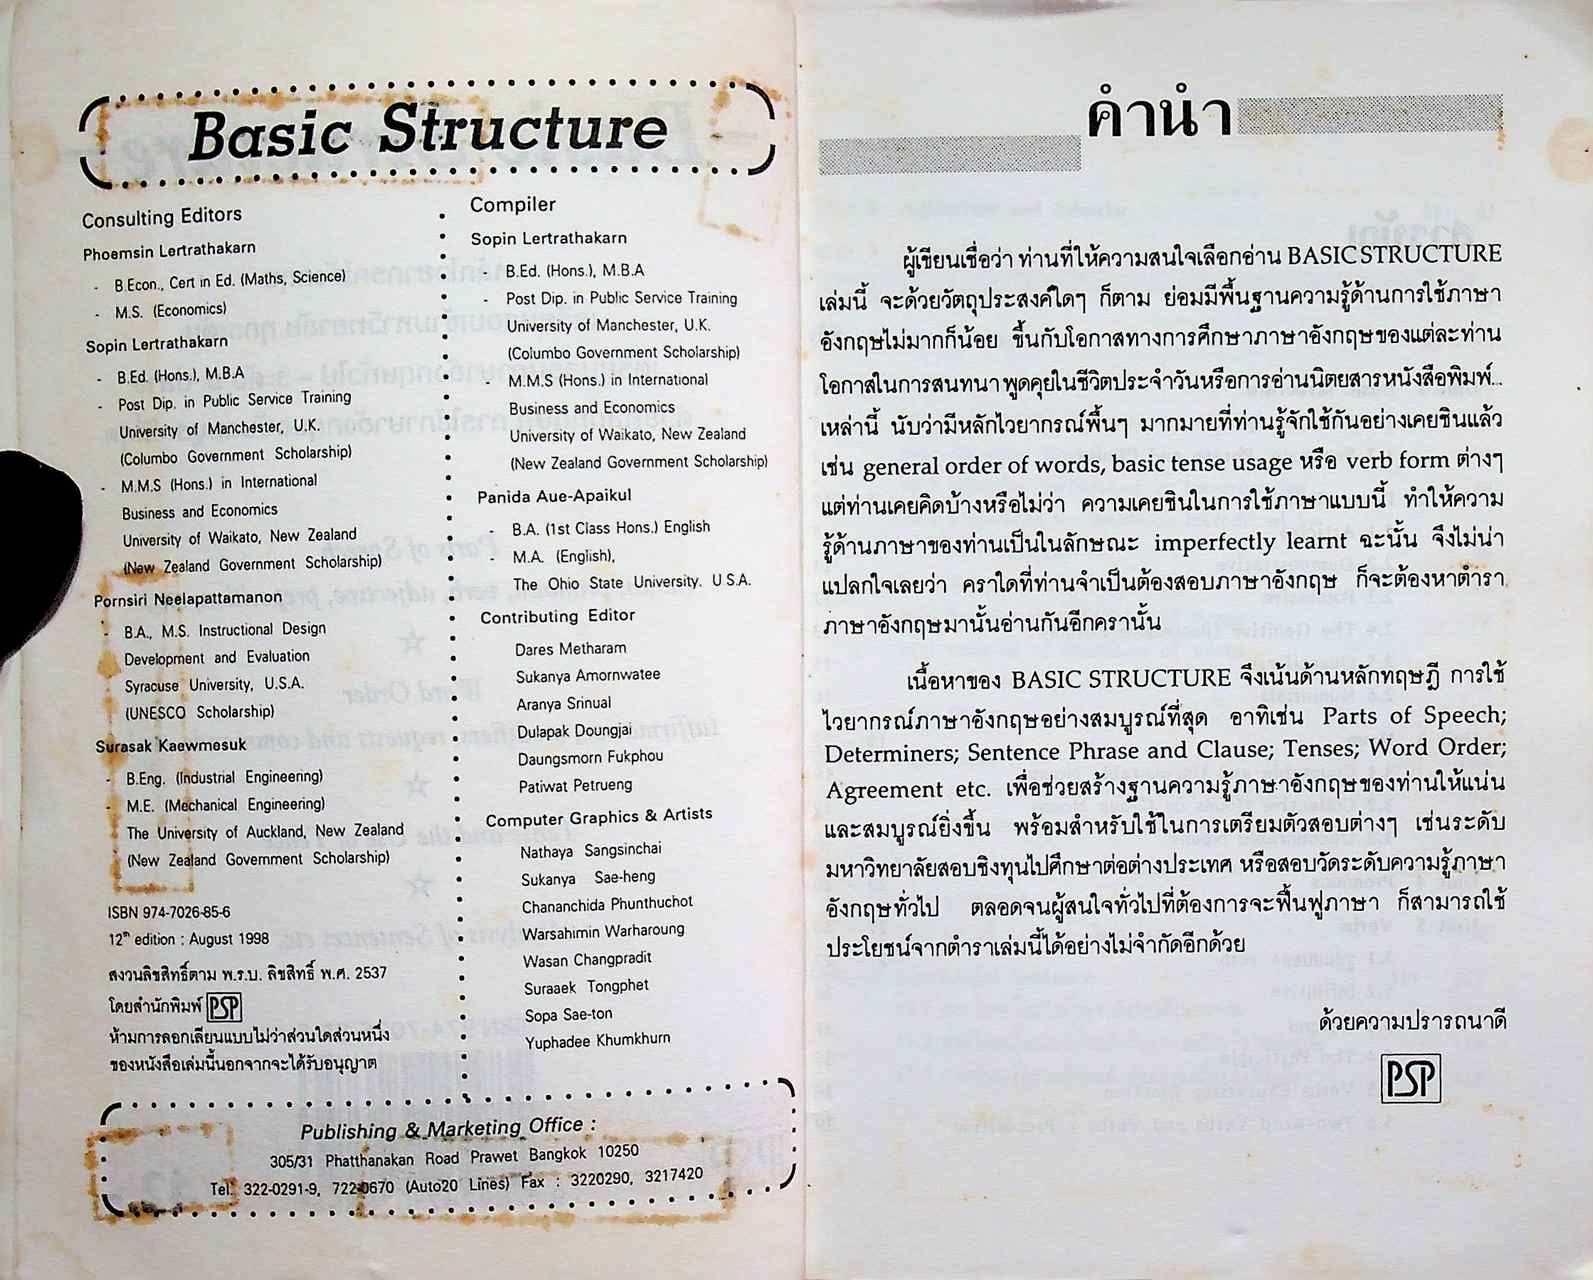 Basic Structure
Consulting Editors
Phoemsin Lertrathakarn
- B.Econ., Cert in Ed. (Maths, Science)
- M.S. (Economics)
Sopin Lertrathakarn
- B.Ed. (Hons.), M.B.A
- Post Dip. in Public Service Training
University of Manchester, U.K.
(Columbo Government Scholarship)
- M.M.S (Hons.) in International
Business and Economics
University of Waikato, New Zealand
(New Zealand Government Scholarship)
Pornsiri Neelapattamanon
- B.A., M.S. Instructional Design
Development and Evaluation
Syracuse University, U.S.A.
(UNESCO Scholarship)
Surasak Kaewmesuk
- B.Eng. (Industrial Engineering)
- M.E. (Mechanical Engineering)
The University of Auckland, New Zealand
(New Zealand Government Scholarship)
ISBN 974-7026-85-6
12th edition : August 1998
สงวนลิขสิทธิ์ตาม พ.ร.บ. ลิขสิทธิ์ พ.ศ. 2537
โดยสำนักพิมพ์ PSP
ห้ามการลอกเลียนแบบไม่ว่าส่วนใดส่วนหนึ่ง
ของหนังสือเล่มนี้นอกจากจะได้รับอนุญาต
Compiler
Sopin Lertrathakarn
- B.Ed. (Hons.), M.B.A
- Post Dip. in Public Service Training
University of Manchester, U.K.
(Columbo Government Scholarship)
- M.M.S (Hons.) in International
Business and Economics
University of Waikato, New Zealand
(New Zealand Government Scholarship)
Panida Aue-Apaikul
- B.A. (1st Class Hons.) English
- M.A. (English),
The Ohio State University. U.S.A.
Contributing Editor
Dares Metharam
Sukanya Amornwatee
Aranya Srinual
Dulapak Doungjai
Daungsmorn Fukphou
Patiwat Petrueng
Computer Graphics & Artists
Nathaya Sangsinchai
Sukanya Sae-heng
Chananchida Phunthuchot
Warsahimin Warharoung
Wasan Changpradit
Suraaek Tongphet
Sopa Sae-ton
Yuphadee Khumkhurn
Publishing & Marketing Office :
305/31 Phatthanakan Road Prawet Bangkok 10250
Tel: 322-0291-9, 722-0670 (Auto20 Lines) Fax : 3220290, 3217420
คำนำ
ผู้เขียนเชื่อว่า ท่านที่ให้ความสนใจเลือกอ่าน BASIC STRUCTURE
เล่มนี้ จะด้วยวัตถุประสงค์ใดๆ ก็ตาม ย่อมมีพื้นฐานความรู้ด้านการใช้ภาษา
อังกฤษไม่มากก็น้อย ขึ้นกับโอกาสทางการศึกษาภาษาอังกฤษของแต่ละท่าน
โอกาสในการสนทนา พูดคุยในชีวิตประจำวันหรือการอ่านนิตยสารหนังสือพิมพ์...
เหล่านี้ นับว่ามีหลักไวยากรณ์พื้นๆ มากมายที่ท่านรู้จักใช้กันอย่างเคยชินแล้ว
เช่น general order of words, basic tense usage หรือ verb form ต่างๆ
แต่ท่านเคยคิดบ้างหรือไม่ว่า ความเคยชินในการใช้ภาษาแบบนี้ ทำให้ความ
รู้ด้านภาษาของท่านเป็นในลักษณะ imperfectly learnt ฉะนั้น จึงไม่น่า
แปลกใจเลยว่า คราใดที่ท่านจำเป็นต้องสอบภาษาอังกฤษ ก็จะต้องหาตำรา
ภาษาอังกฤษมานั้นอ่านกันอีกครานั้น
เนื้อหาของ BASIC STRUCTURE จึงเน้นด้านหลักทฤษฎี การใช้
ไวยากรณ์ภาษาอังกฤษอย่างสมบูรณ์ที่สุด อาทิเช่น Parts of Speech;
Determiners; Sentence Phrase and Clause; Tenses; Word Order;
Agreement etc. เพื่อช่วยสร้างฐานความรู้ภาษาอังกฤษของท่านให้แน่น
และสมบูรณ์ยิ่งขึ้น พร้อมสำหรับใช้ในการเตรียมตัวสอบต่างๆ เช่นระดับ
มหาวิทยาลัยสอบชิงทุนไปศึกษาต่อต่างประเทศ หรือสอบวัดระดับความรู้ภาษา
อังกฤษทั่วไป ตลอดจนผู้สนใจทั่วไปที่ต้องการจะฟื้นฟูภาษา ก็สามารถใช้
ประโยชน์จากตำราเล่มนี้ได้อย่างไม่จำกัดอีกด้วย
ด้วยความปรารถนาดี
PSP